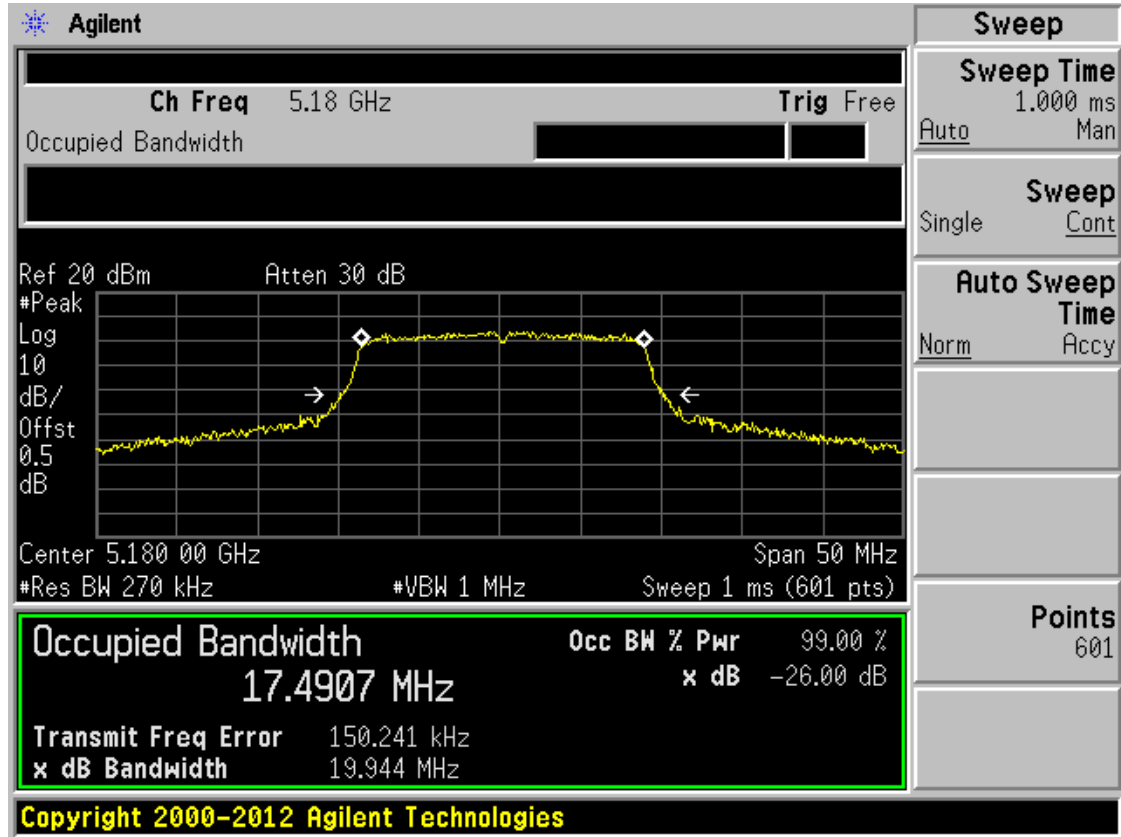 Agilent
Ch Freq 5.18 GHz Trig Free
Occupied Bandwidth
Ref 20 dBm Atten 30 dB
#Peak
Log
10
dB/
Offst
0.5
dB
Center 5.180 00 GHz Span 50 MHz
#Res BW 270 kHz #VBW 1 MHz Sweep 1 ms (601 pts)
Occupied Bandwidth Occ BW % Pwr 99.00 %
17.4907 MHz x dB -26.00 dB
Transmit Freq Error 150.241 kHz
x dB Bandwidth 19.944 MHz
Copyright 2000-2012 Agilent Technologies
Sweep
Sweep Time
1.000 ms
Auto Man
Sweep
Single Cont
Auto Sweep
Time
Norm Accy
Points
601